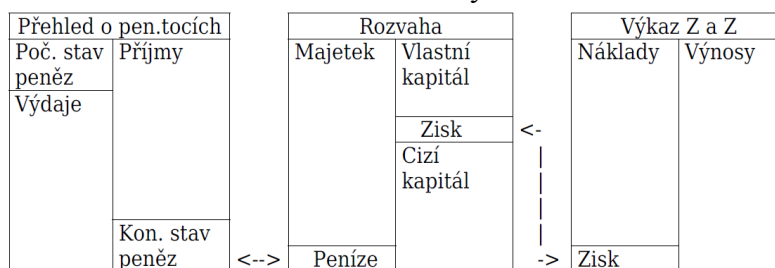 Přehled o pen.tocích
Poč. stav
peněz
Příjmy
Výdaje
Kon. stav
peněz
<-->
Rozvaha
Majetek
Vlastní
kapitál
Zisk
<-
Cizí
kapitál
Peníze
->
Výkaz Z a Z
Náklady
Výnosy
Zisk